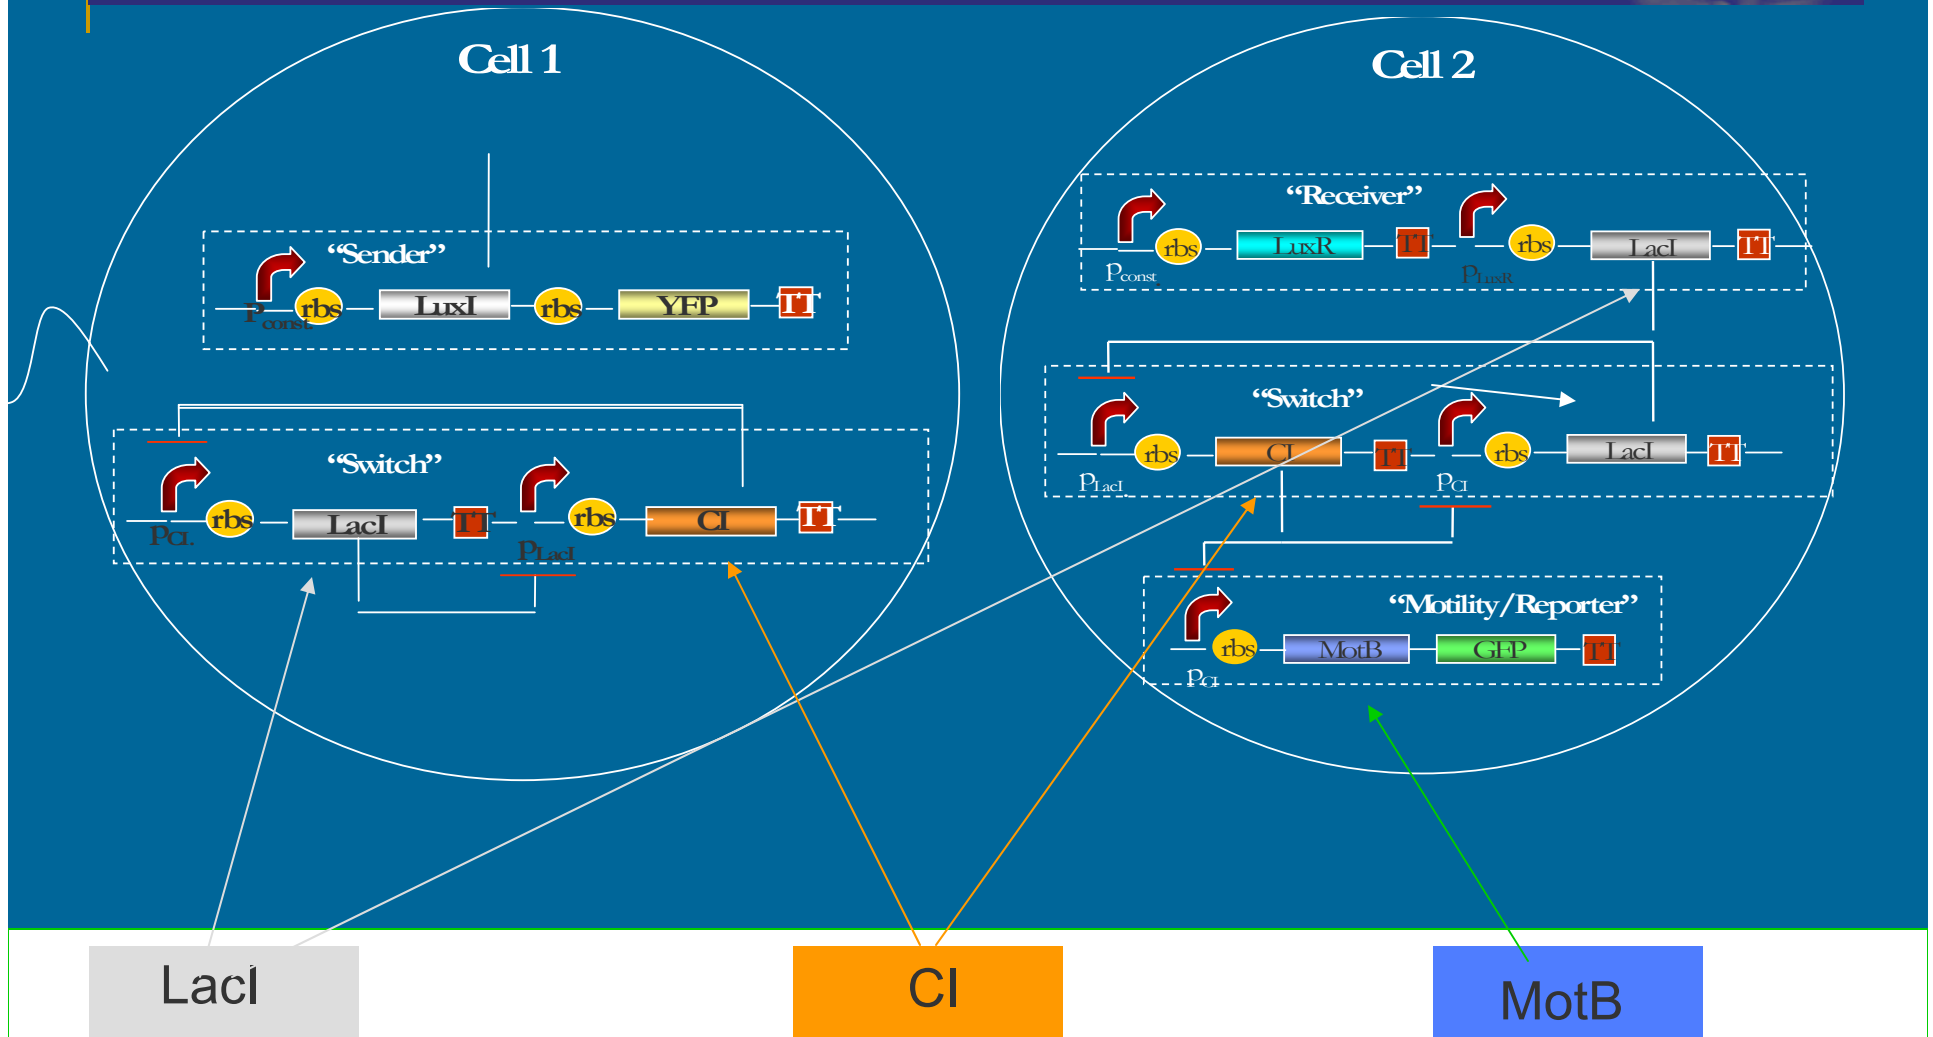 Cell 1
“Sender”
Pconst.
rbs
LuxI
rbs
YFP
TT
“Switch”
PCI.
rbs
LacI
TT
PLacI
rbs
CI
TT
Cell 2
“Receiver”
Pconst.
rbs
LuxR
TT
PLuxR
rbs
LacI
TT
“Switch”
PLacI.
rbs
CI
TT
PCI
rbs
LacI
TT
“Motility/Reporter”
PCI
rbs
MotB
GFP
TT
LacI
CI
MotB